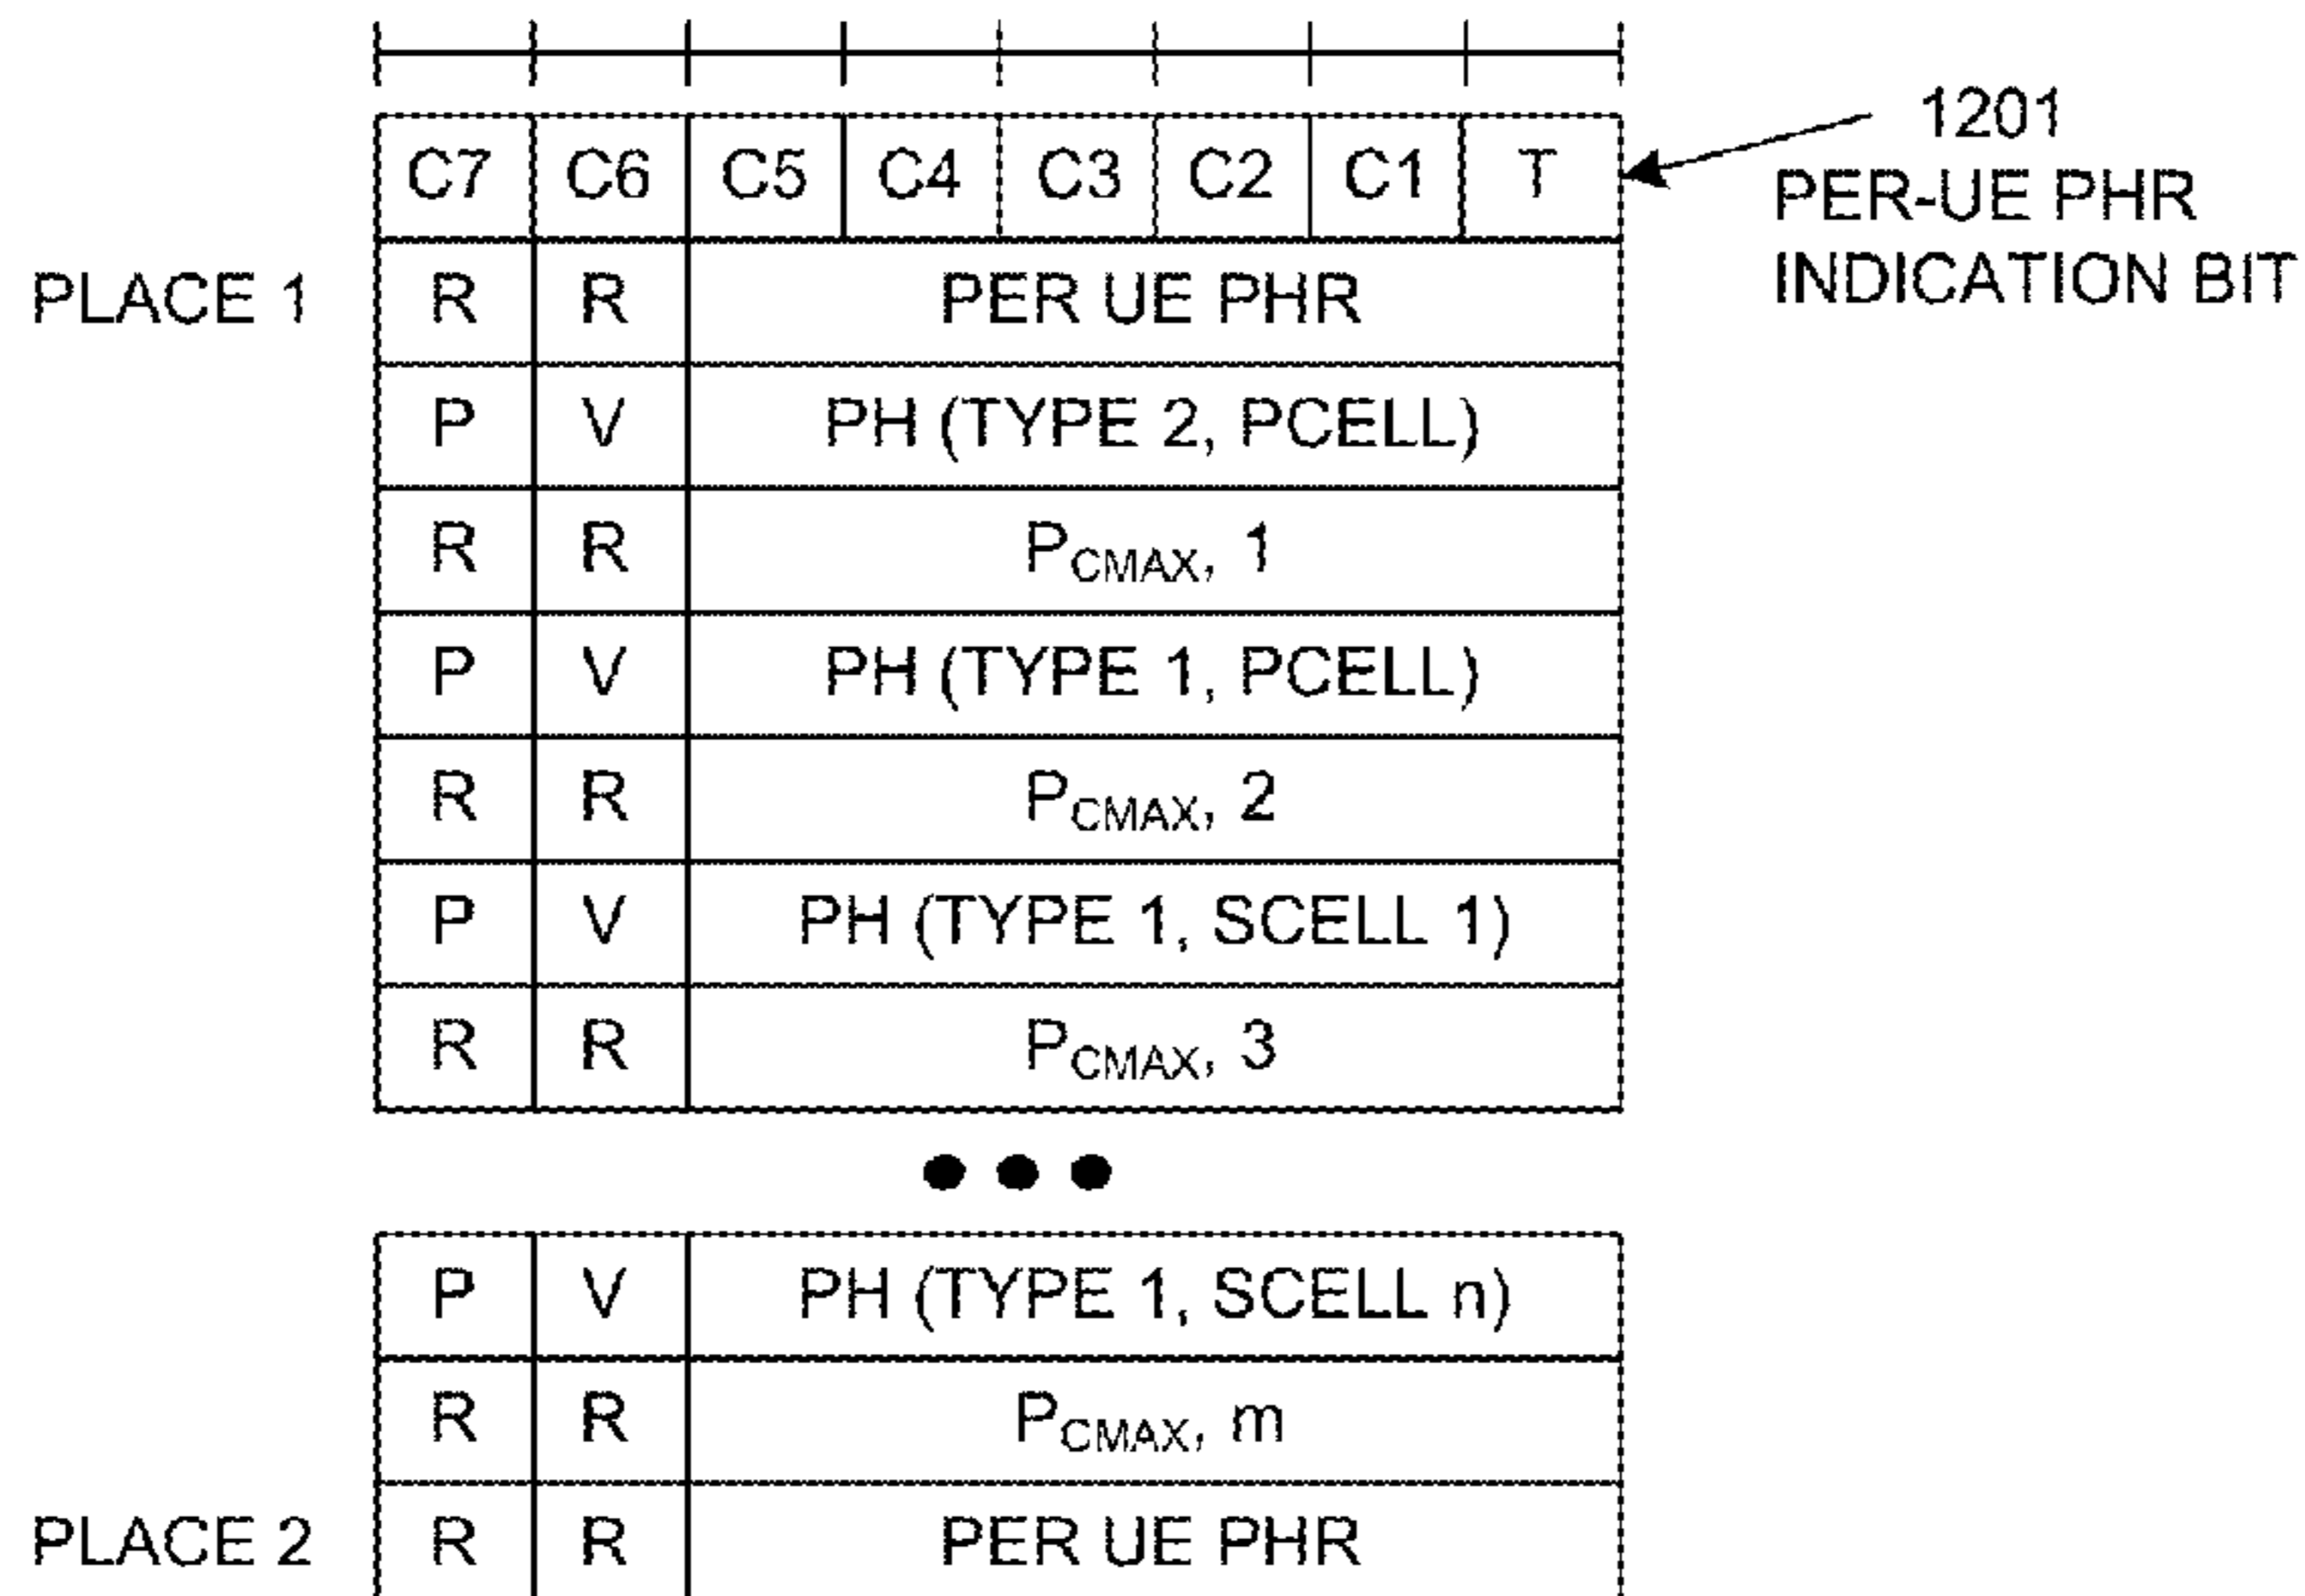 C7 C6 C5 C4 C3 C2 C1 T
1201
PER-UE PHR
INDICATION BIT
PLACE 1 R R PER UE PHR
P V PH (TYPE 2, PCELL)
R R PCMAX, 1
P V PH (TYPE 1, PCELL)
R R PCMAX, 2
P V PH (TYPE 1, SCELL 1)
R R PCMAX, 3
P V PH (TYPE 1, SCELL n)
R R PCMAX, m
PLACE 2 R R PER UE PHR